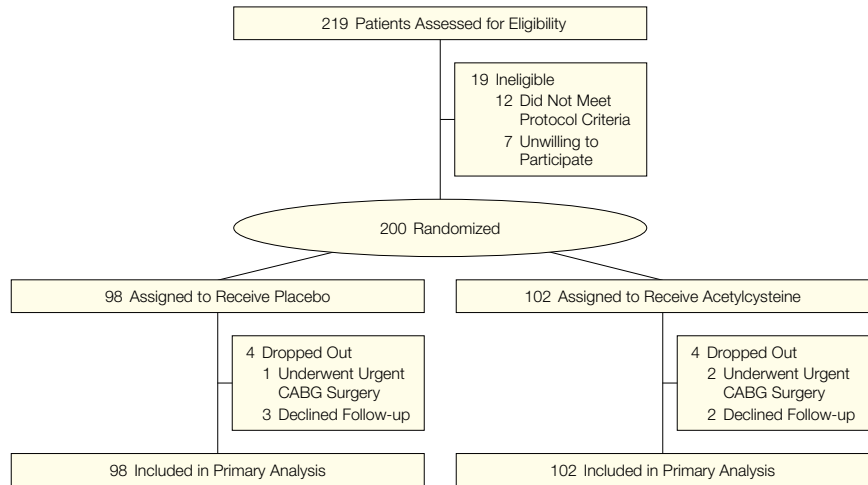 219 Patients Assessed for Eligibility
19 Ineligible
12 Did Not Meet
Protocol Criteria
7 Unwilling to
Participate
200 Randomized
98 Assigned to Receive Placebo
102 Assigned to Receive Acetylcysteine
4 Dropped Out
1 Underwent Urgent
CABG Surgery
3 Declined Follow-up
4 Dropped Out
2 Underwent Urgent
CABG Surgery
2 Declined Follow-up
98 Included in Primary Analysis
102 Included in Primary Analysis